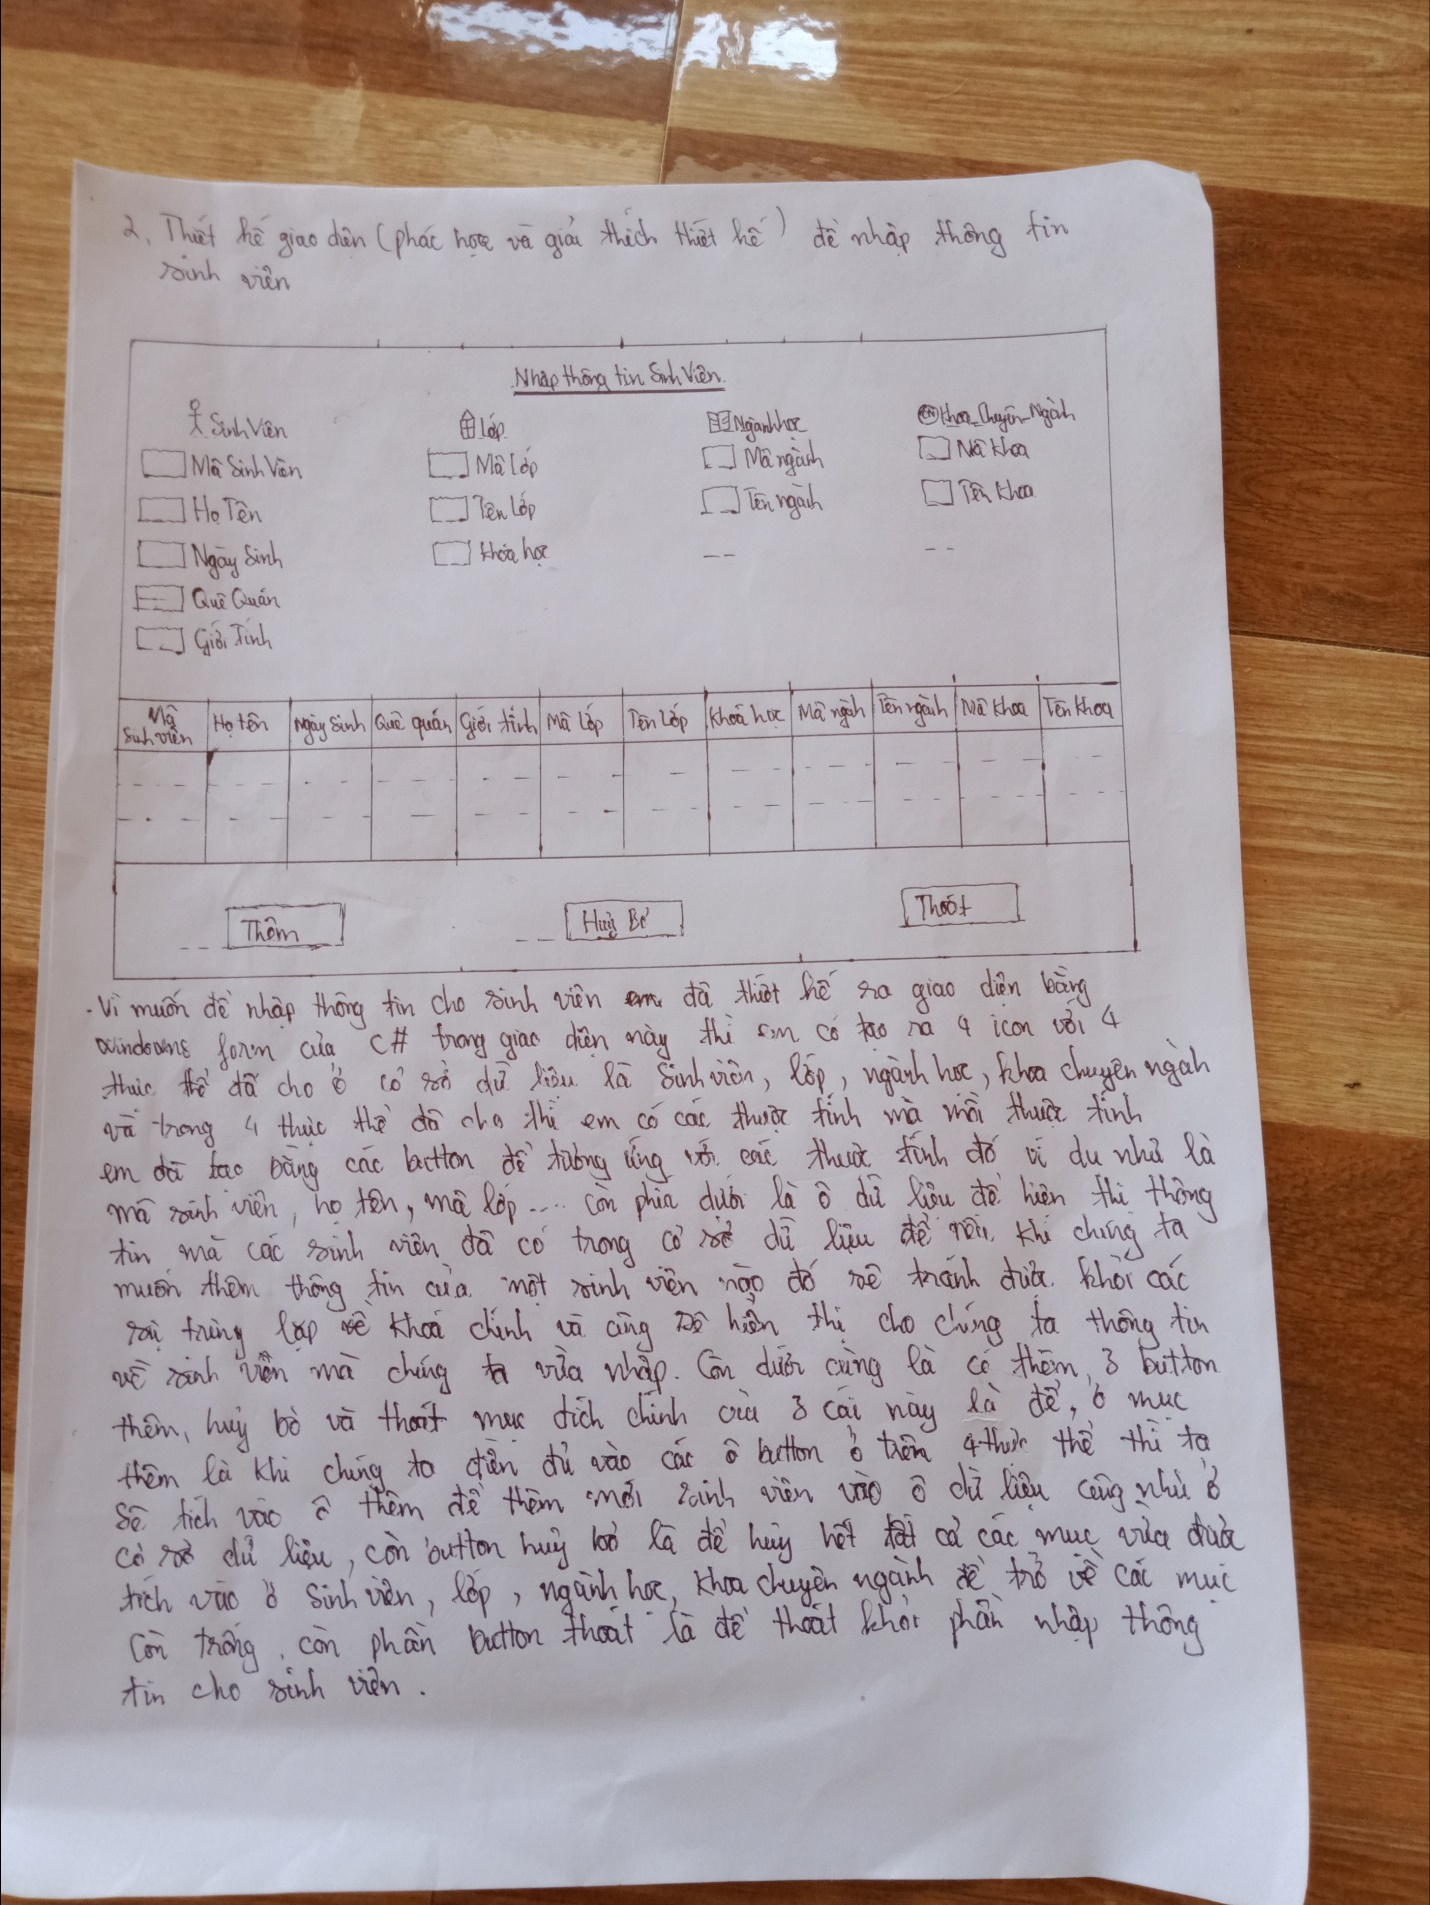 2, Thiết kế giao diện (phác hoạ và giải thích thiết kế) để nhập thông tin
sinh viên
Nhập thông tin Sinh Viên
Sinh Viên
Lớp
Ngành học
Khoa_Chuyên_Ngành
Mã Sinh Viên
Mã lớp
Mã ngành
Mã khoa
Họ Tên
Tên lớp
Tên ngành
Tên khoa
Ngày Sinh
Khóa học
Quê Quán
Giới Tính
Mã Sinh viên Họ tên Ngày sinh Quê quán Giới tính Mã lớp Tên lớp Khoá học Mã ngành Tên ngành Mã khoa Tên khoa
Thêm
Huỷ Bỏ
Thoát
- Vì muốn để nhập thông tin cho sinh viên em đã thiết kế ra giao diện bằng
windowns form của C# trong giao diện này thì em có tạo ra 4 icon với 4
thực thể đã cho ở cơ sở dữ liệu là Sinh viên, lớp, ngành học, khoa chuyên ngành
và trong 4 thực thể đã cho thì em có các thuộc tính mà mỗi thuộc tính
em đã tạo bằng các button để tương ứng với các thuộc tính đó ví dụ như là
mã sinh viên, họ tên, mã lớp .... còn phía dưới là ô dữ liệu để hiện thị thông
tin mà các sinh viên đã có trong cơ sở dữ liệu để khi chúng ta
muốn thêm thông tin của một sinh viên nào đó sẽ tránh được khỏi các
sự trùng lặp về khoá chính và cũng sẽ hiển thị cho chúng ta thông tin
về sinh viên mà chúng ta vừa nhập. Còn dưới cùng là có thêm 3 button
thêm, huỷ bỏ và thoát mục đích chính của 3 cái này là để, ở mục
thêm là khi chúng ta điền đủ vào các ô button ở trên 4 thực thể thì ta
sẽ tích vào ô thêm để thêm mới sinh viên vào ô dữ liệu cũng như ở
cơ sở dữ liệu, còn button huỷ bỏ là để hủy hết tất cả các mục vừa được
tích vào ở Sinh viên, lớp, ngành học, khoa chuyên ngành để trở về các mục
còn trống, còn phần button thoát là để thoát khỏi phần nhập thông
tin cho sinh viên.